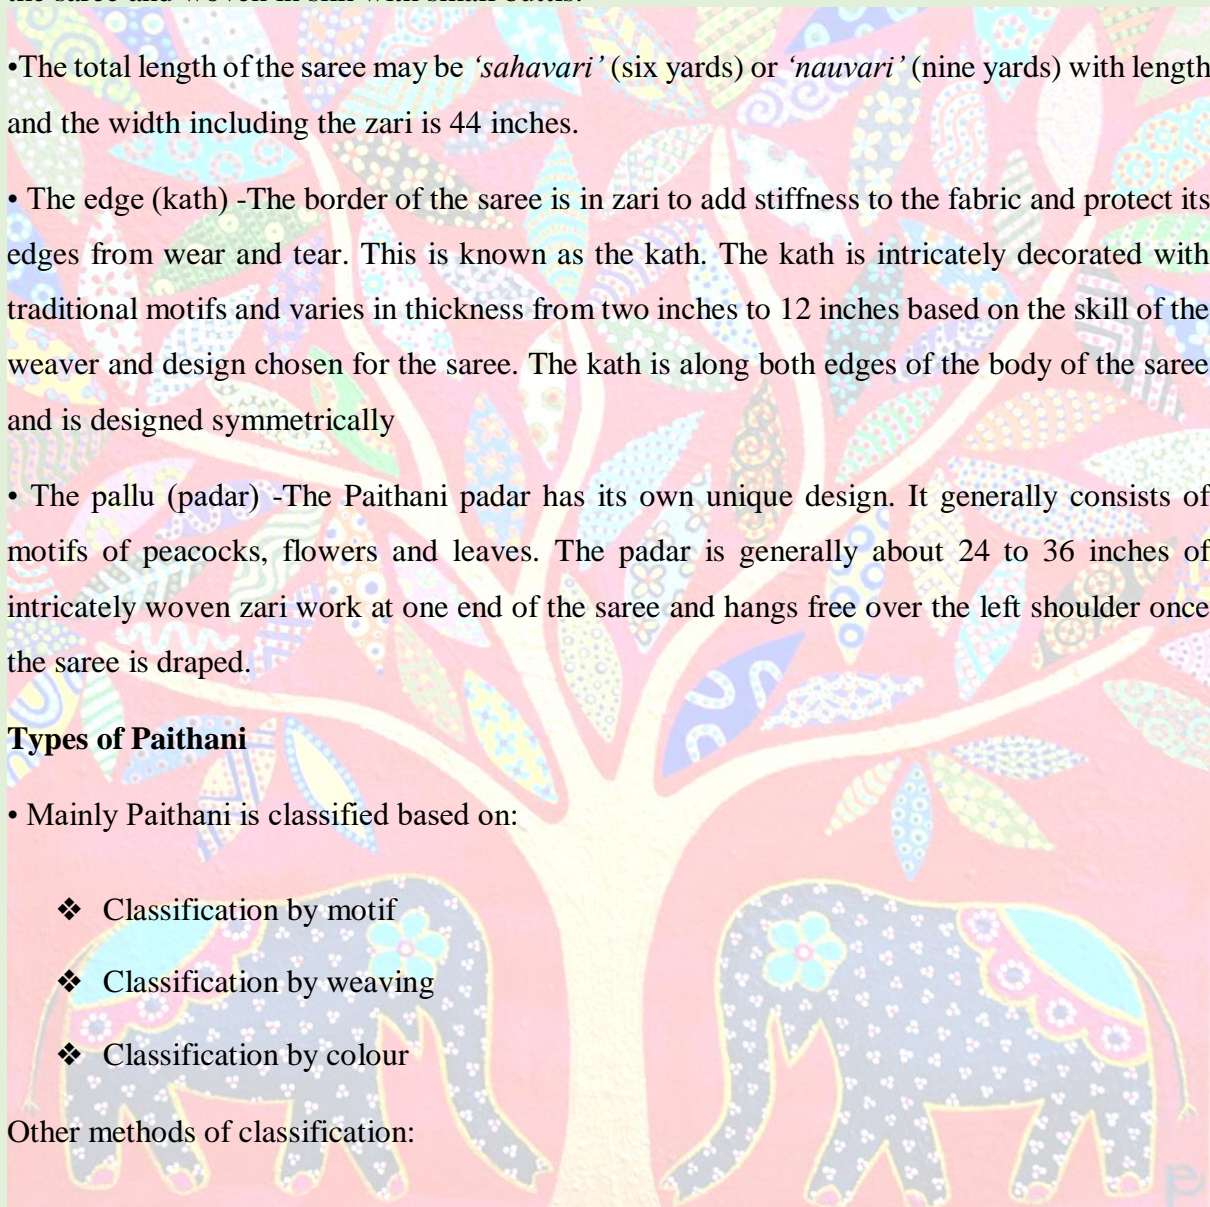 •The total length of the saree may be ‘sahavari’ (six yards) or ‘nauvari’ (nine yards) with length
and the width including the zari is 44 inches.
• The edge (kath) -The border of the saree is in zari to add stiffness to the fabric and protect its
edges from wear and tear. This is known as the kath. The kath is intricately decorated with
traditional motifs and varies in thickness from two inches to 12 inches based on the skill of the
weaver and design chosen for the saree. The kath is along both edges of the body of the saree
and is designed symmetrically
• The pallu (padar) -The Paithani padar has its own unique design. It generally consists of
motifs of peacocks, flowers and leaves. The padar is generally about 24 to 36 inches of
intricately woven zari work at one end of the saree and hangs free over the left shoulder once
the saree is draped.
Types of Paithani
• Mainly Paithani is classified based on:
❖ Classification by motif
❖ Classification by weaving
❖ Classification by colour
Other methods of classification: